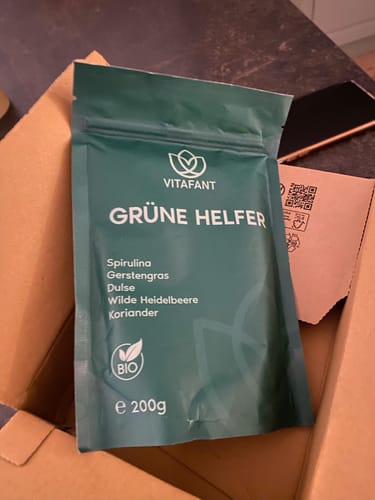 VITAFANT
GRÜNE HELFER
Spirulina
Gerstengras
Dulse
Wilde Heidelbeere
Koriander
BIO
℮ 200g